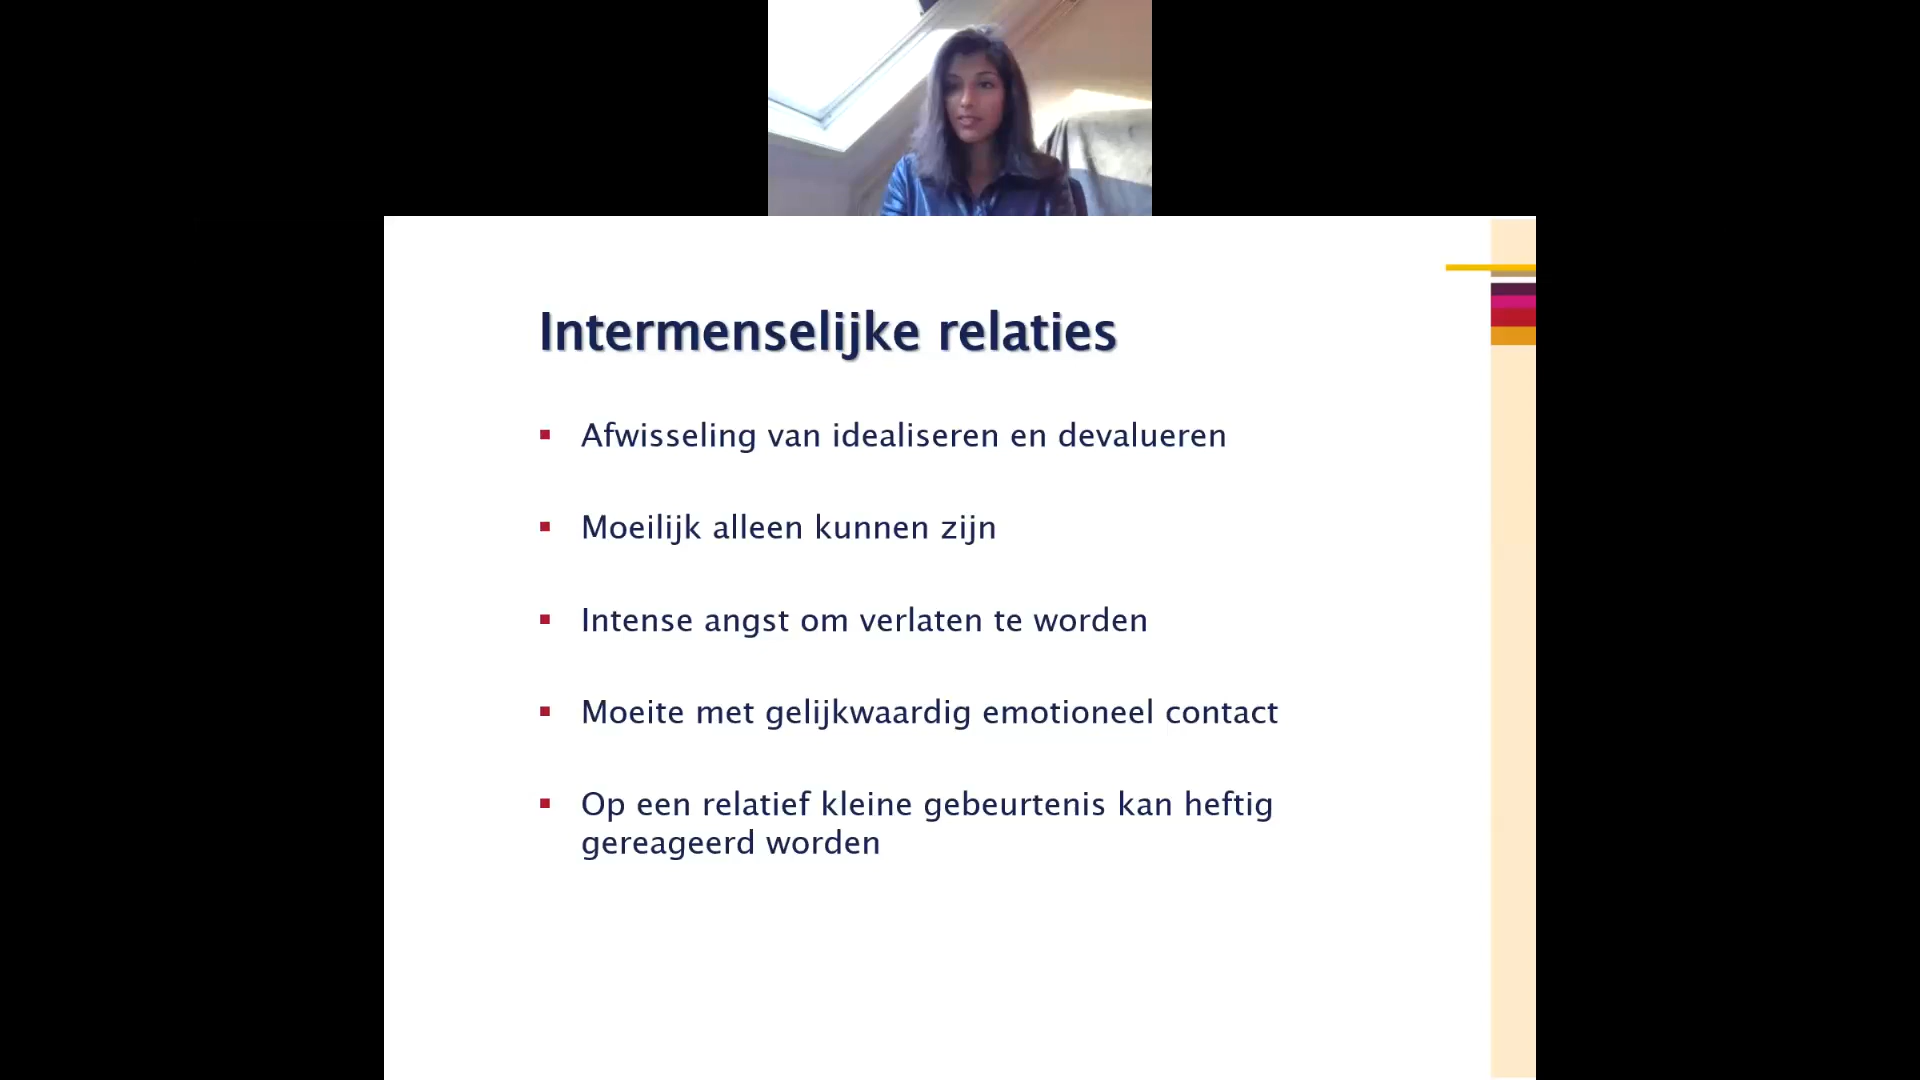 Intermenselijke relaties
Afwisseling van idealiseren en devalueren
Moeilijk alleen kunnen zijn
Intense angst om verlaten te worden
Moeite met gelijkwaardig emotioneel contact
Op een relatief kleine gebeurtenis kan heftig
gereageerd worden